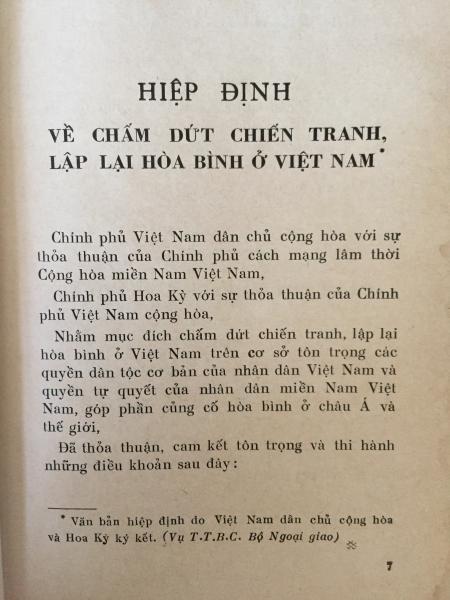 HIỆP ĐỊNH
VỀ CHẤM DỨT CHIẾN TRANH,
LẬP LẠI HÒA BÌNH Ở VIỆT NAM*
Chính phủ Việt Nam dân chủ cộng hòa với sự
thỏa thuận của Chính phủ cách mạng lâm thời
Cộng hòa miền Nam Việt Nam,
Chính phủ Hoa Kỳ với sự thỏa thuận của Chính
phủ Việt Nam cộng hòa,
Nhằm mục đích chấm dứt chiến tranh, lập lại
hòa bình ở Việt Nam trên cơ sở tôn trọng các
quyền dân tộc cơ bản của nhân dân Việt Nam và
quyền tự quyết của nhân dân miền Nam Việt
Nam, góp phần củng cố hòa bình ở châu Á và
thế giới,
Đã thỏa thuận, cam kết tôn trọng và thi hành
những điều khoản sau đây :
* Văn bản hiệp định do Việt Nam dân chủ cộng hòa
và Hoa Kỳ ký kết. (Vụ T.T.B.C. Bộ Ngoại giao)
7